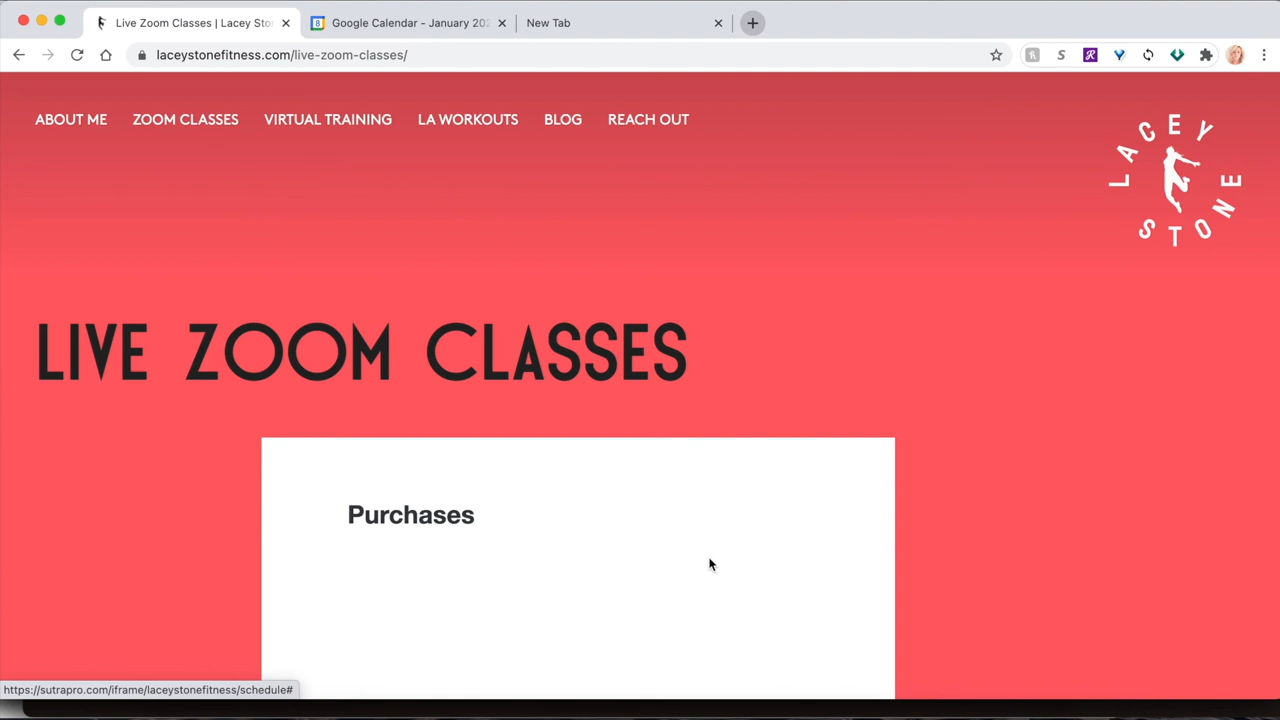 Live Zoom Classes | Lacey Sto
Google Calendar - January 202
New Tab
laceystonefitness.com/live-zoom-classes/
ABOUT ME
ZOOM CLASSES
VIRTUAL TRAINING
LA WORKOUTS
BLOG
REACH OUT
LACEY
STONE
LIVE ZOOM CLASSES
Purchases
https://sutrapro.com/iframe/laceystonefitness/schedule#